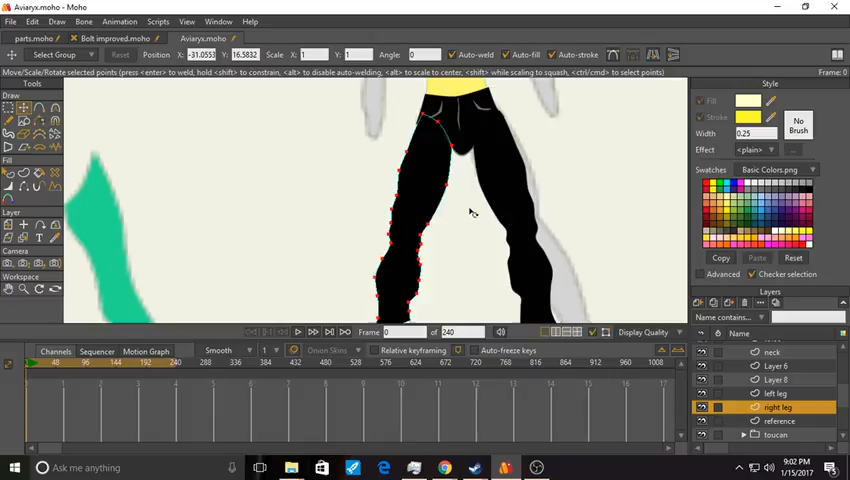 Aviaryx.moho - Moho
File Edit Draw Bones Animation Scripts View Window Help
parts.moho Bolt improved.moho Aviaryx.moho
Select Group Reset Position X: -31.0553 Y: 16.5832 Scale X: 1 Y: 1 Angle: 0 Auto-weld Auto-fill Auto-stroke
Move/Scale/Rotate selected points (press <enter> to weld, hold <shift> to constrain, <alt> to disable auto-welding, <alt> to scale to center, <shift> while scaling to squash, <ctrl/cmd> to select points) Frame: 0
Tools
Draw
Fill
Layer
Camera
Workspace
Style
Fill
Stroke
No Brush
Width 0.25
Effect <plain> ...
Swatches Basic Colors.png
Copy Paste Reset
Advanced Checker selection
Layers
Name contains...
Name
neck
Layer 6
Layer 8
left leg
right leg
reference
toucan
Frame 0 of 240 Display Quality
Channels Sequencer Motion Graph Smooth 1 Onion Skins Relative keyframing Auto-freeze keys
48 96 144 192 240 288 336 384 432 480 528 576 624 672 720 768 816 864 912 960 1008
1 2 3 4 5 6 7 8 9 10 11 12 13 14 15 16 17
Ask me anything
9:02 PM
1/15/2017